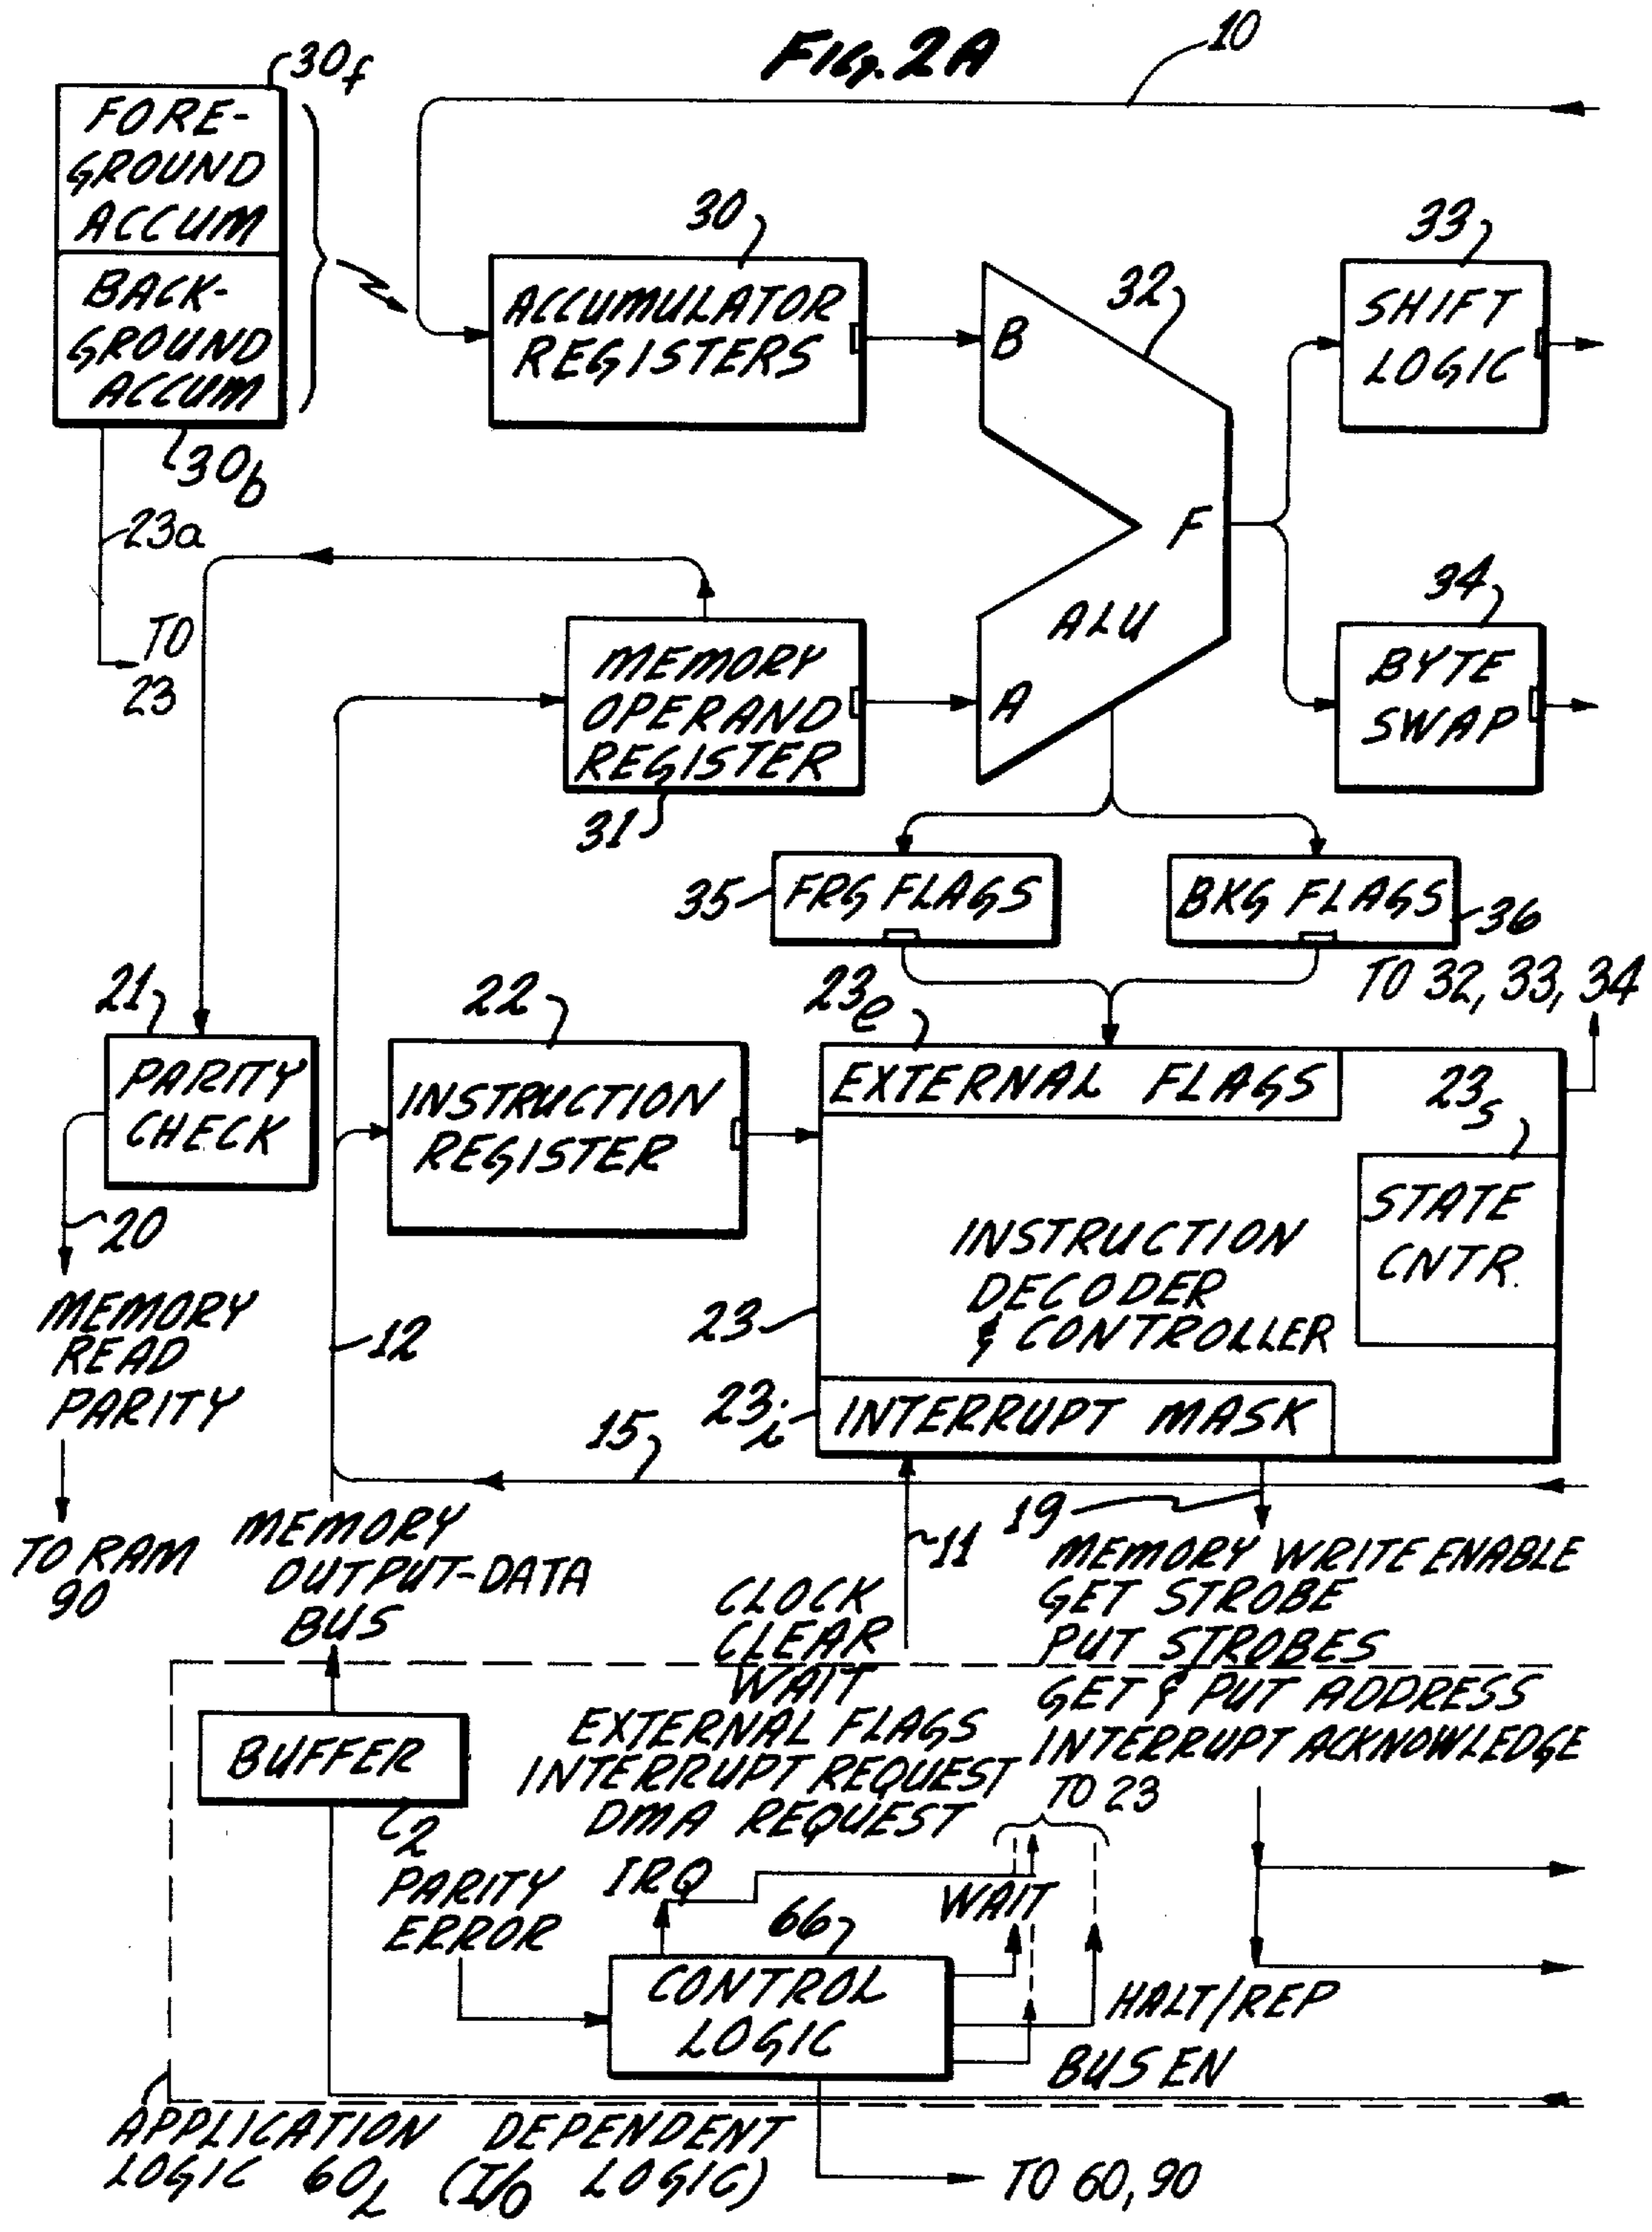 FIG. 2A
10
30f
FORE-
GROUND
ACCUM
BACK-
GROUND
ACCUM
30b
23a
TO
23
30
ACCUMULATOR
REGISTERS
B
32
F
ALU
A
33
SHIFT
LOGIC
34
BYTE
SWAP
MEMORY
OPERAND
REGISTER
31
35
FRG FLAGS
BKG FLAGS
36
TO 32, 33, 34
21
PARITY
CHECK
20
MEMORY
READ
PARITY
TO RAM
90
22
INSTRUCTION
REGISTER
23e
EXTERNAL FLAGS
23s
STATE
CNTR.
INSTRUCTION
DECODER
& CONTROLLER
23
23i
INTERRUPT MASK
12
15
19
11
MEMORY
OUTPUT-DATA
BUS
CLOCK
CLEAR
WAIT
EXTERNAL FLAGS
INTERRUPT REQUEST
DMA REQUEST
MEMORY WRITE ENABLE
GET STROBE
PUT STROBES
GET & PUT ADDRESS
INTERRUPT ACKNOWLEDGE
TO 23
BUFFER
2
PARITY
ERROR
IRQ
66
WAIT
CONTROL
LOGIC
HALT/REP
BUS EN
APPLICATION DEPENDENT
LOGIC 60L (I/O LOGIC)
TO 60, 90